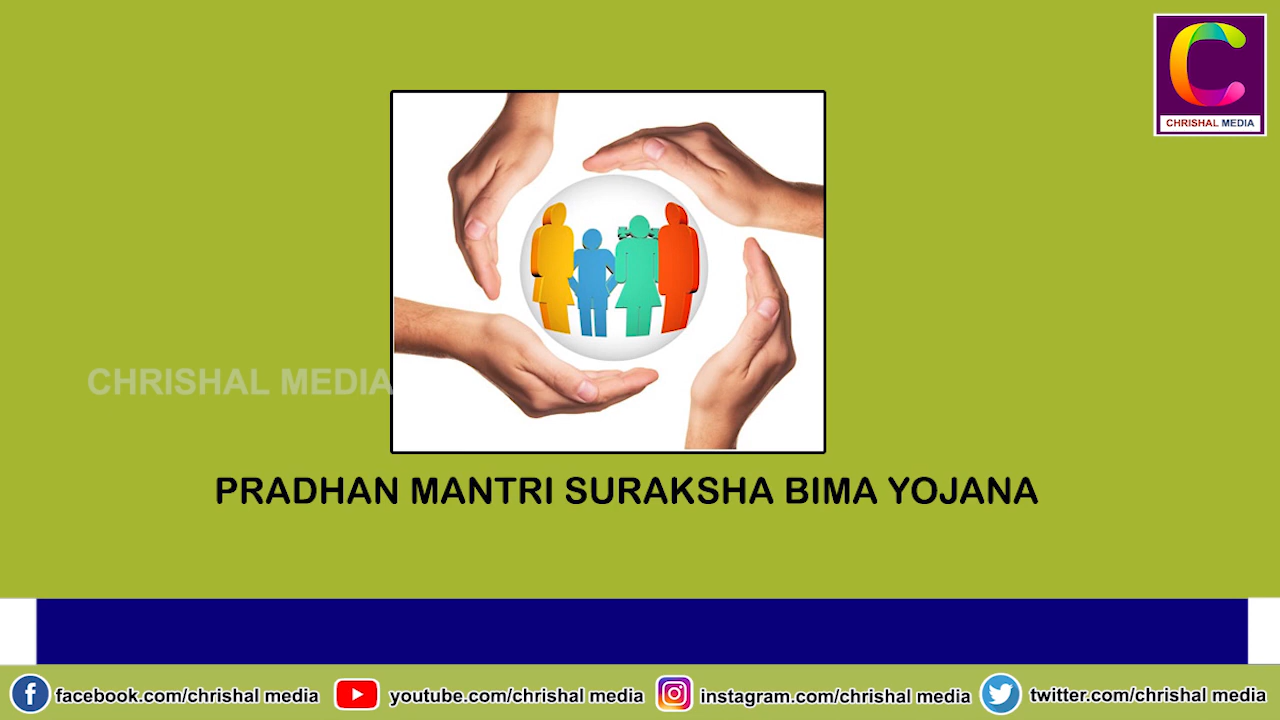 CHRISHAL MEDIA
CHRISHAL MEDIA
PRADHAN MANTRI SURAKSHA BIMA YOJANA
facebook.com/chrishal media youtube.com/chrishal media instagram.com/chrishal media twitter.com/chrishal media